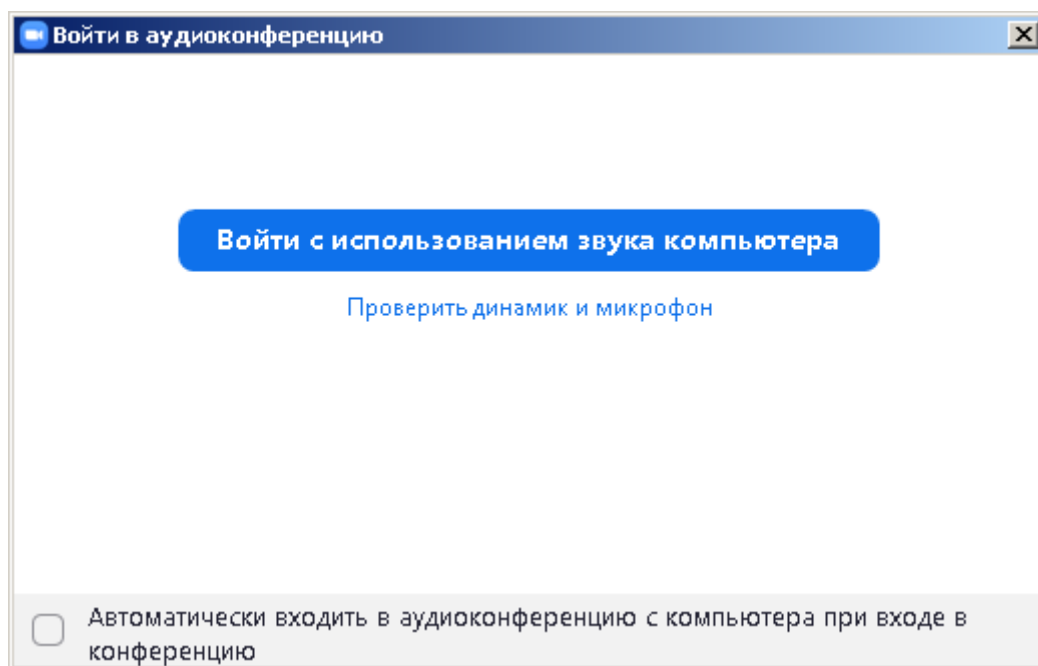 Войти в аудиоконференцию
Войти с использованием звука компьютера
Проверить динамик и микрофон
Автоматически входить в аудиоконференцию с компьютера при входе в
конференцию